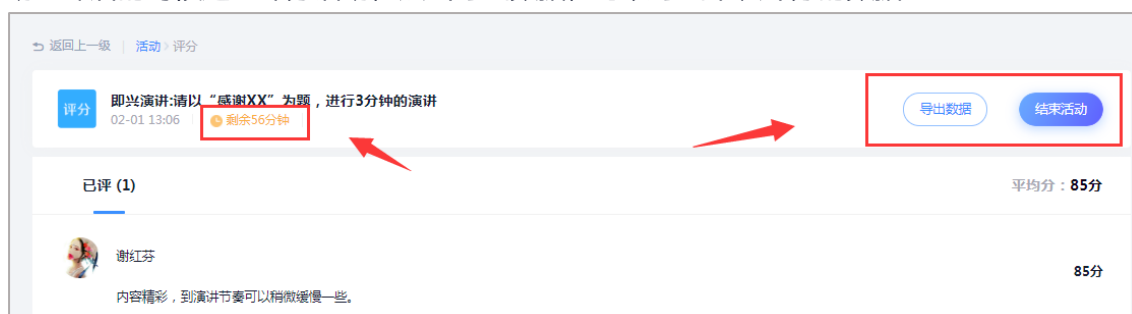 返回上一级 | 活动 > 评分
评分
即兴演讲:请以“感谢XX”为题，进行3分钟的演讲
02-01 13:06 剩余56分钟
导出数据 结束活动
已评 (1) 平均分：85分
谢红芬
85分
内容精彩，到演讲节奏可以稍微缓慢一些。